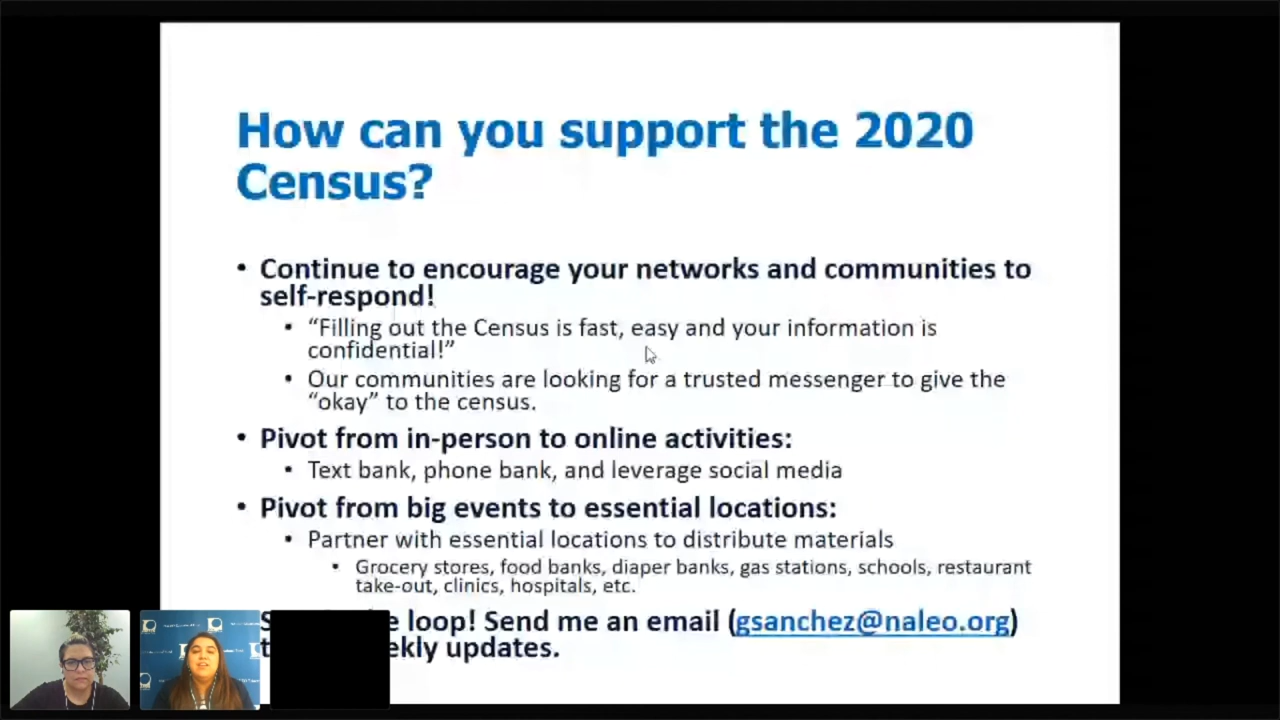 How can you support the 2020
Census?
• Continue to encourage your networks and communities to
self-respond!
• “Filling out the Census is fast, easy and your information is
confidential!”
• Our communities are looking for a trusted messenger to give the
“okay” to the census.
• Pivot from in-person to online activities:
• Text bank, phone bank, and leverage social media
• Pivot from big events to essential locations:
• Partner with essential locations to distribute materials
• Grocery stores, food banks, diaper banks, gas stations, schools, restaurant
take-out, clinics, hospitals, etc.
loop! Send me an email (gsanchez@naleo.org)
updates.